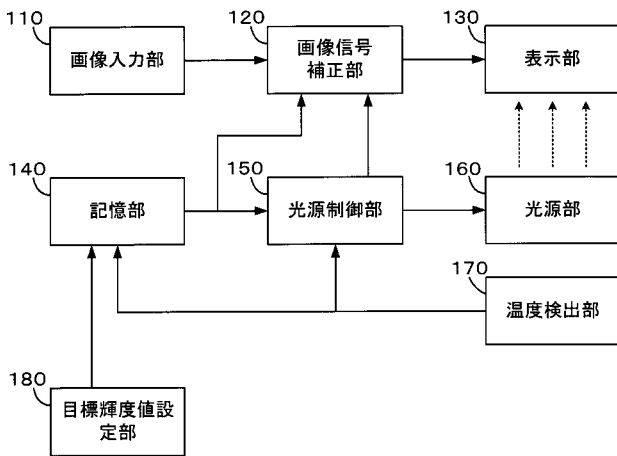 110
画像入力部
120
画像信号
補正部
130
表示部
140
記憶部
150
光源制御部
160
光源部
170
温度検出部
180
目標輝度値設
定部